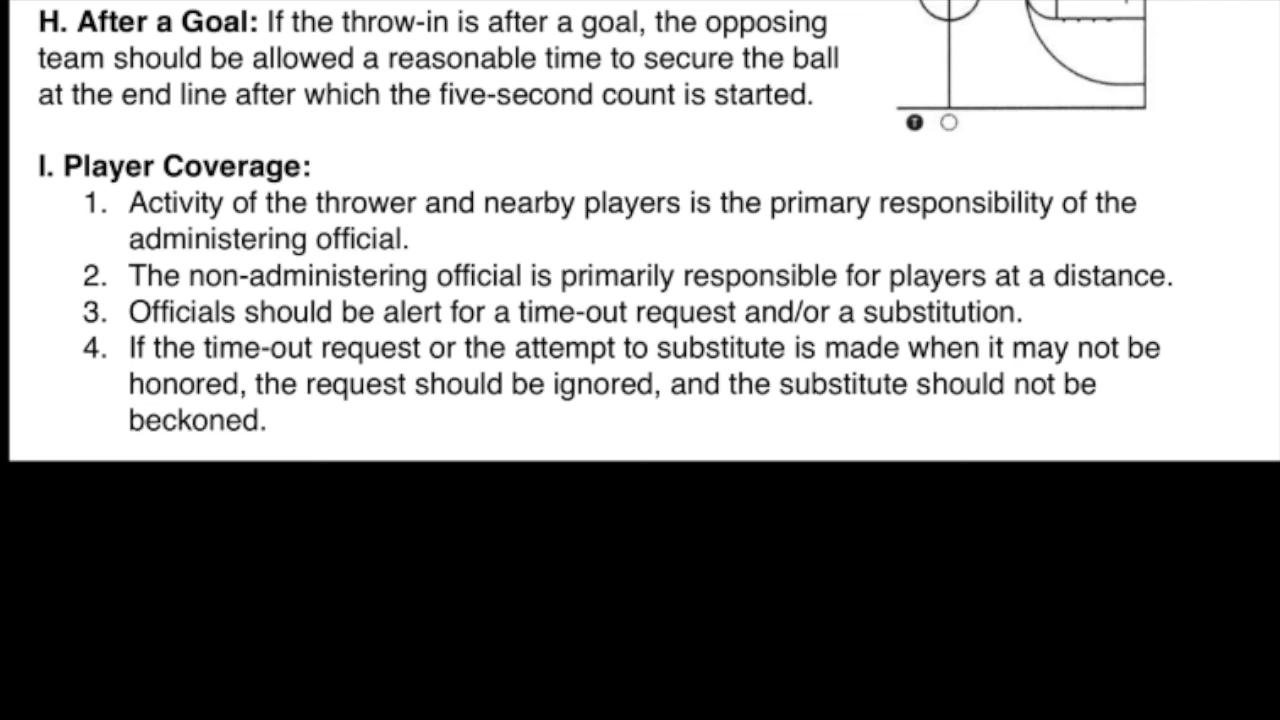 H. After a Goal: If the throw-in is after a goal, the opposing
team should be allowed a reasonable time to secure the ball
at the end line after which the five-second count is started.
T
I. Player Coverage:
1. Activity of the thrower and nearby players is the primary responsibility of the
administering official.
2. The non-administering official is primarily responsible for players at a distance.
3. Officials should be alert for a time-out request and/or a substitution.
4. If the time-out request or the attempt to substitute is made when it may not be
honored, the request should be ignored, and the substitute should not be
beckoned.